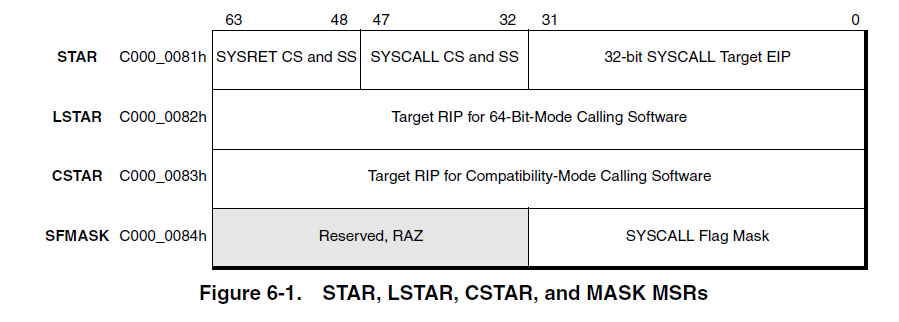 63 48 47 32 31 0
STAR C000_0081h SYSRET CS and SS SYSCALL CS and SS 32-bit SYSCALL Target EIP
LSTAR C000_0082h Target RIP for 64-Bit-Mode Calling Software
CSTAR C000_0083h Target RIP for Compatibility-Mode Calling Software
SFMASK C000_0084h Reserved, RAZ SYSCALL Flag Mask
Figure 6-1. STAR, LSTAR, CSTAR, and MASK MSRs